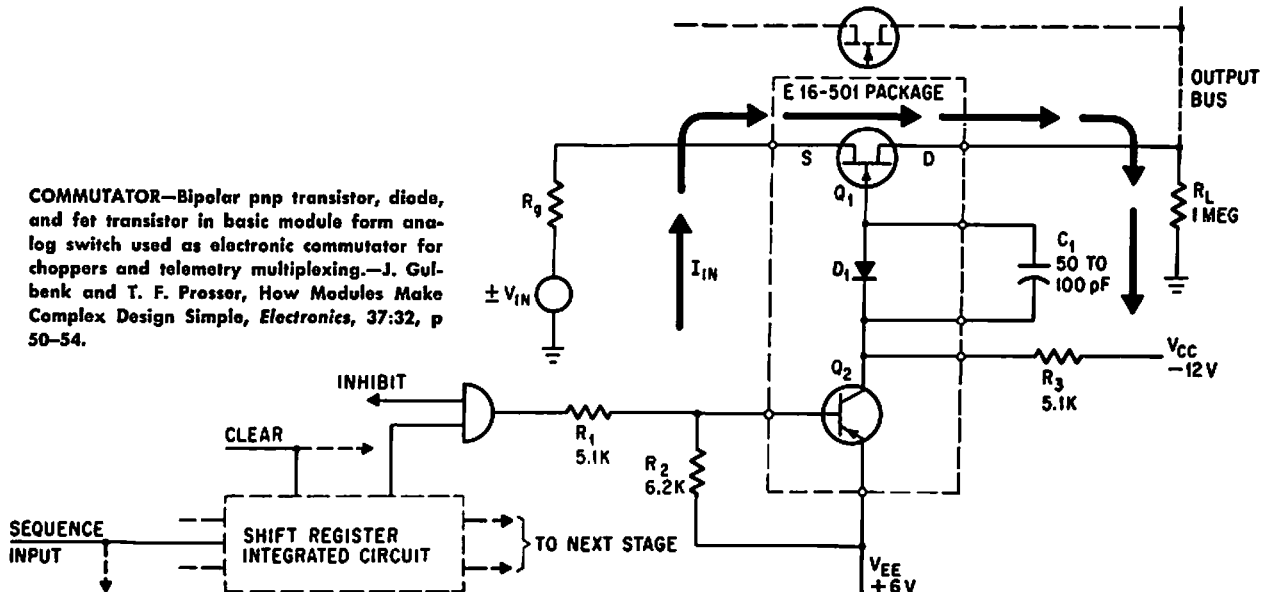 COMMUTATOR—Bipolar pnp transistor, diode,
and fet transistor in basic module form ana-
log switch used as electronic commutator for
choppers and telemetry multiplexing.—J. Gul-
benk and T. F. Prosser, How Modules Make
Complex Design Simple, Electronics, 37:32, p
50–54.
OUTPUT
BUS
E 16-501 PACKAGE
S
D
Q1
Rg
± VIN
IIN
RL
1 MEG
D1
C1
50 TO
100 pF
Q2
R3
5.1K
VCC
−12V
INHIBIT
CLEAR
R1
5.1K
R2
6.2K
SEQUENCE
INPUT
SHIFT REGISTER
INTEGRATED CIRCUIT
TO NEXT STAGE
VEE
+6V